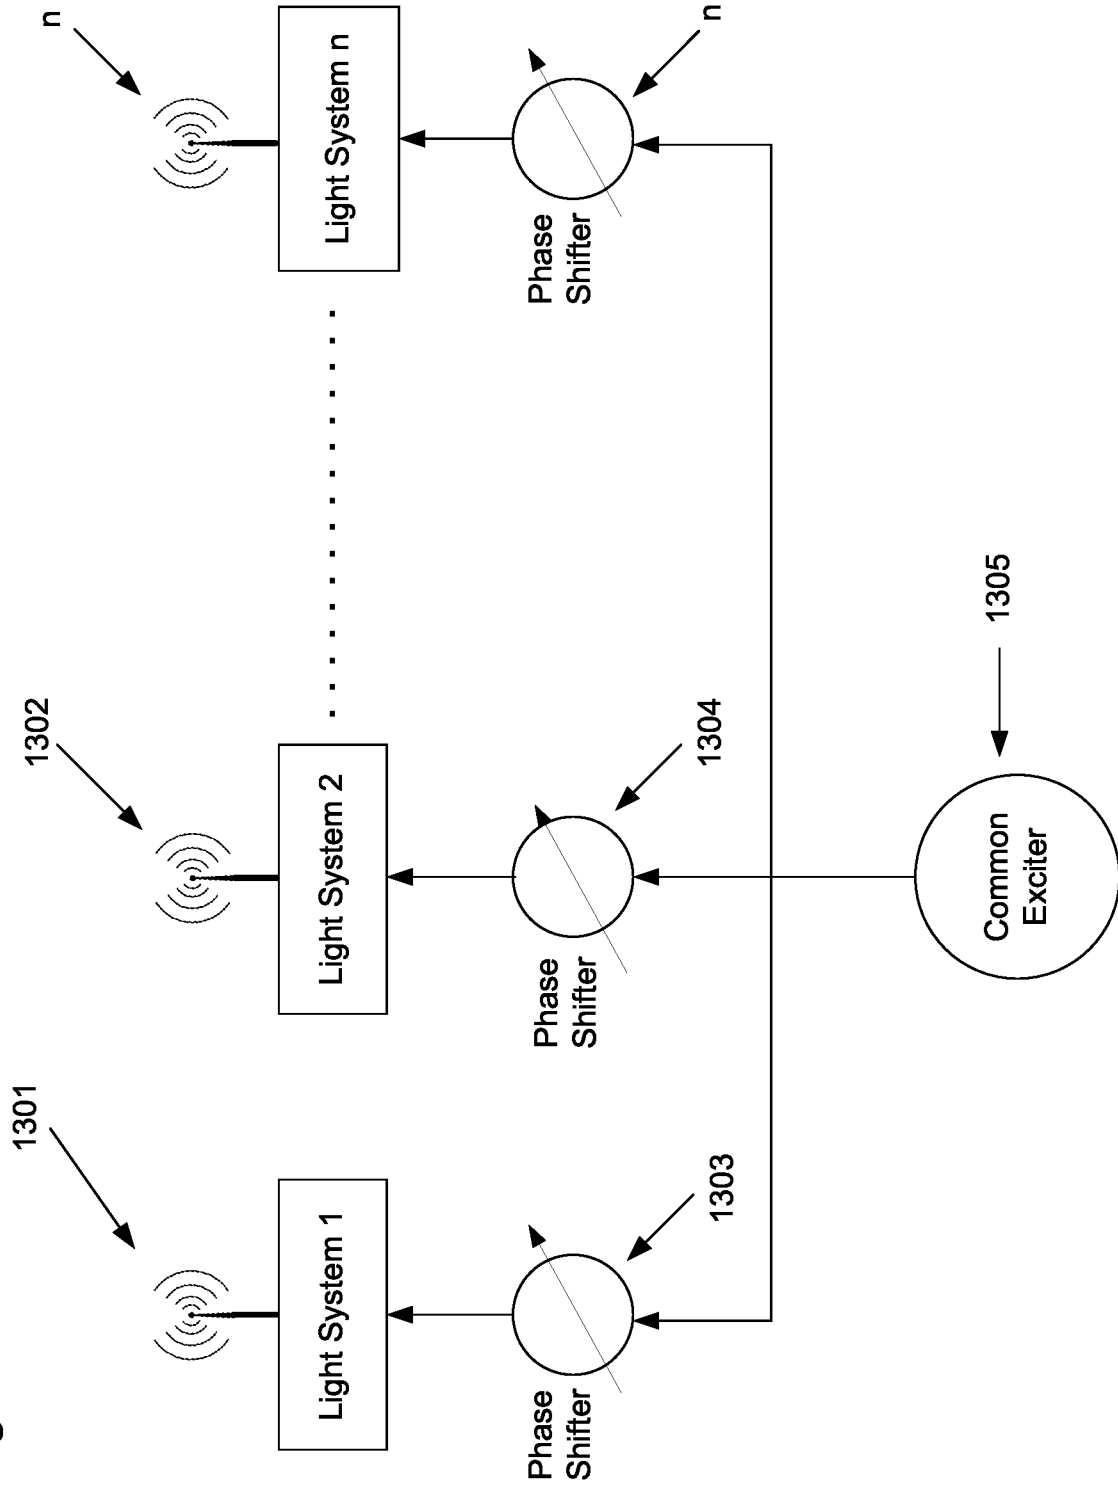 1301
1302
n
Light System 1
Light System 2
Light System n
Phase
Shifter
Phase
Shifter
Phase
Shifter
1303
1304
n
Common
Exciter
1305